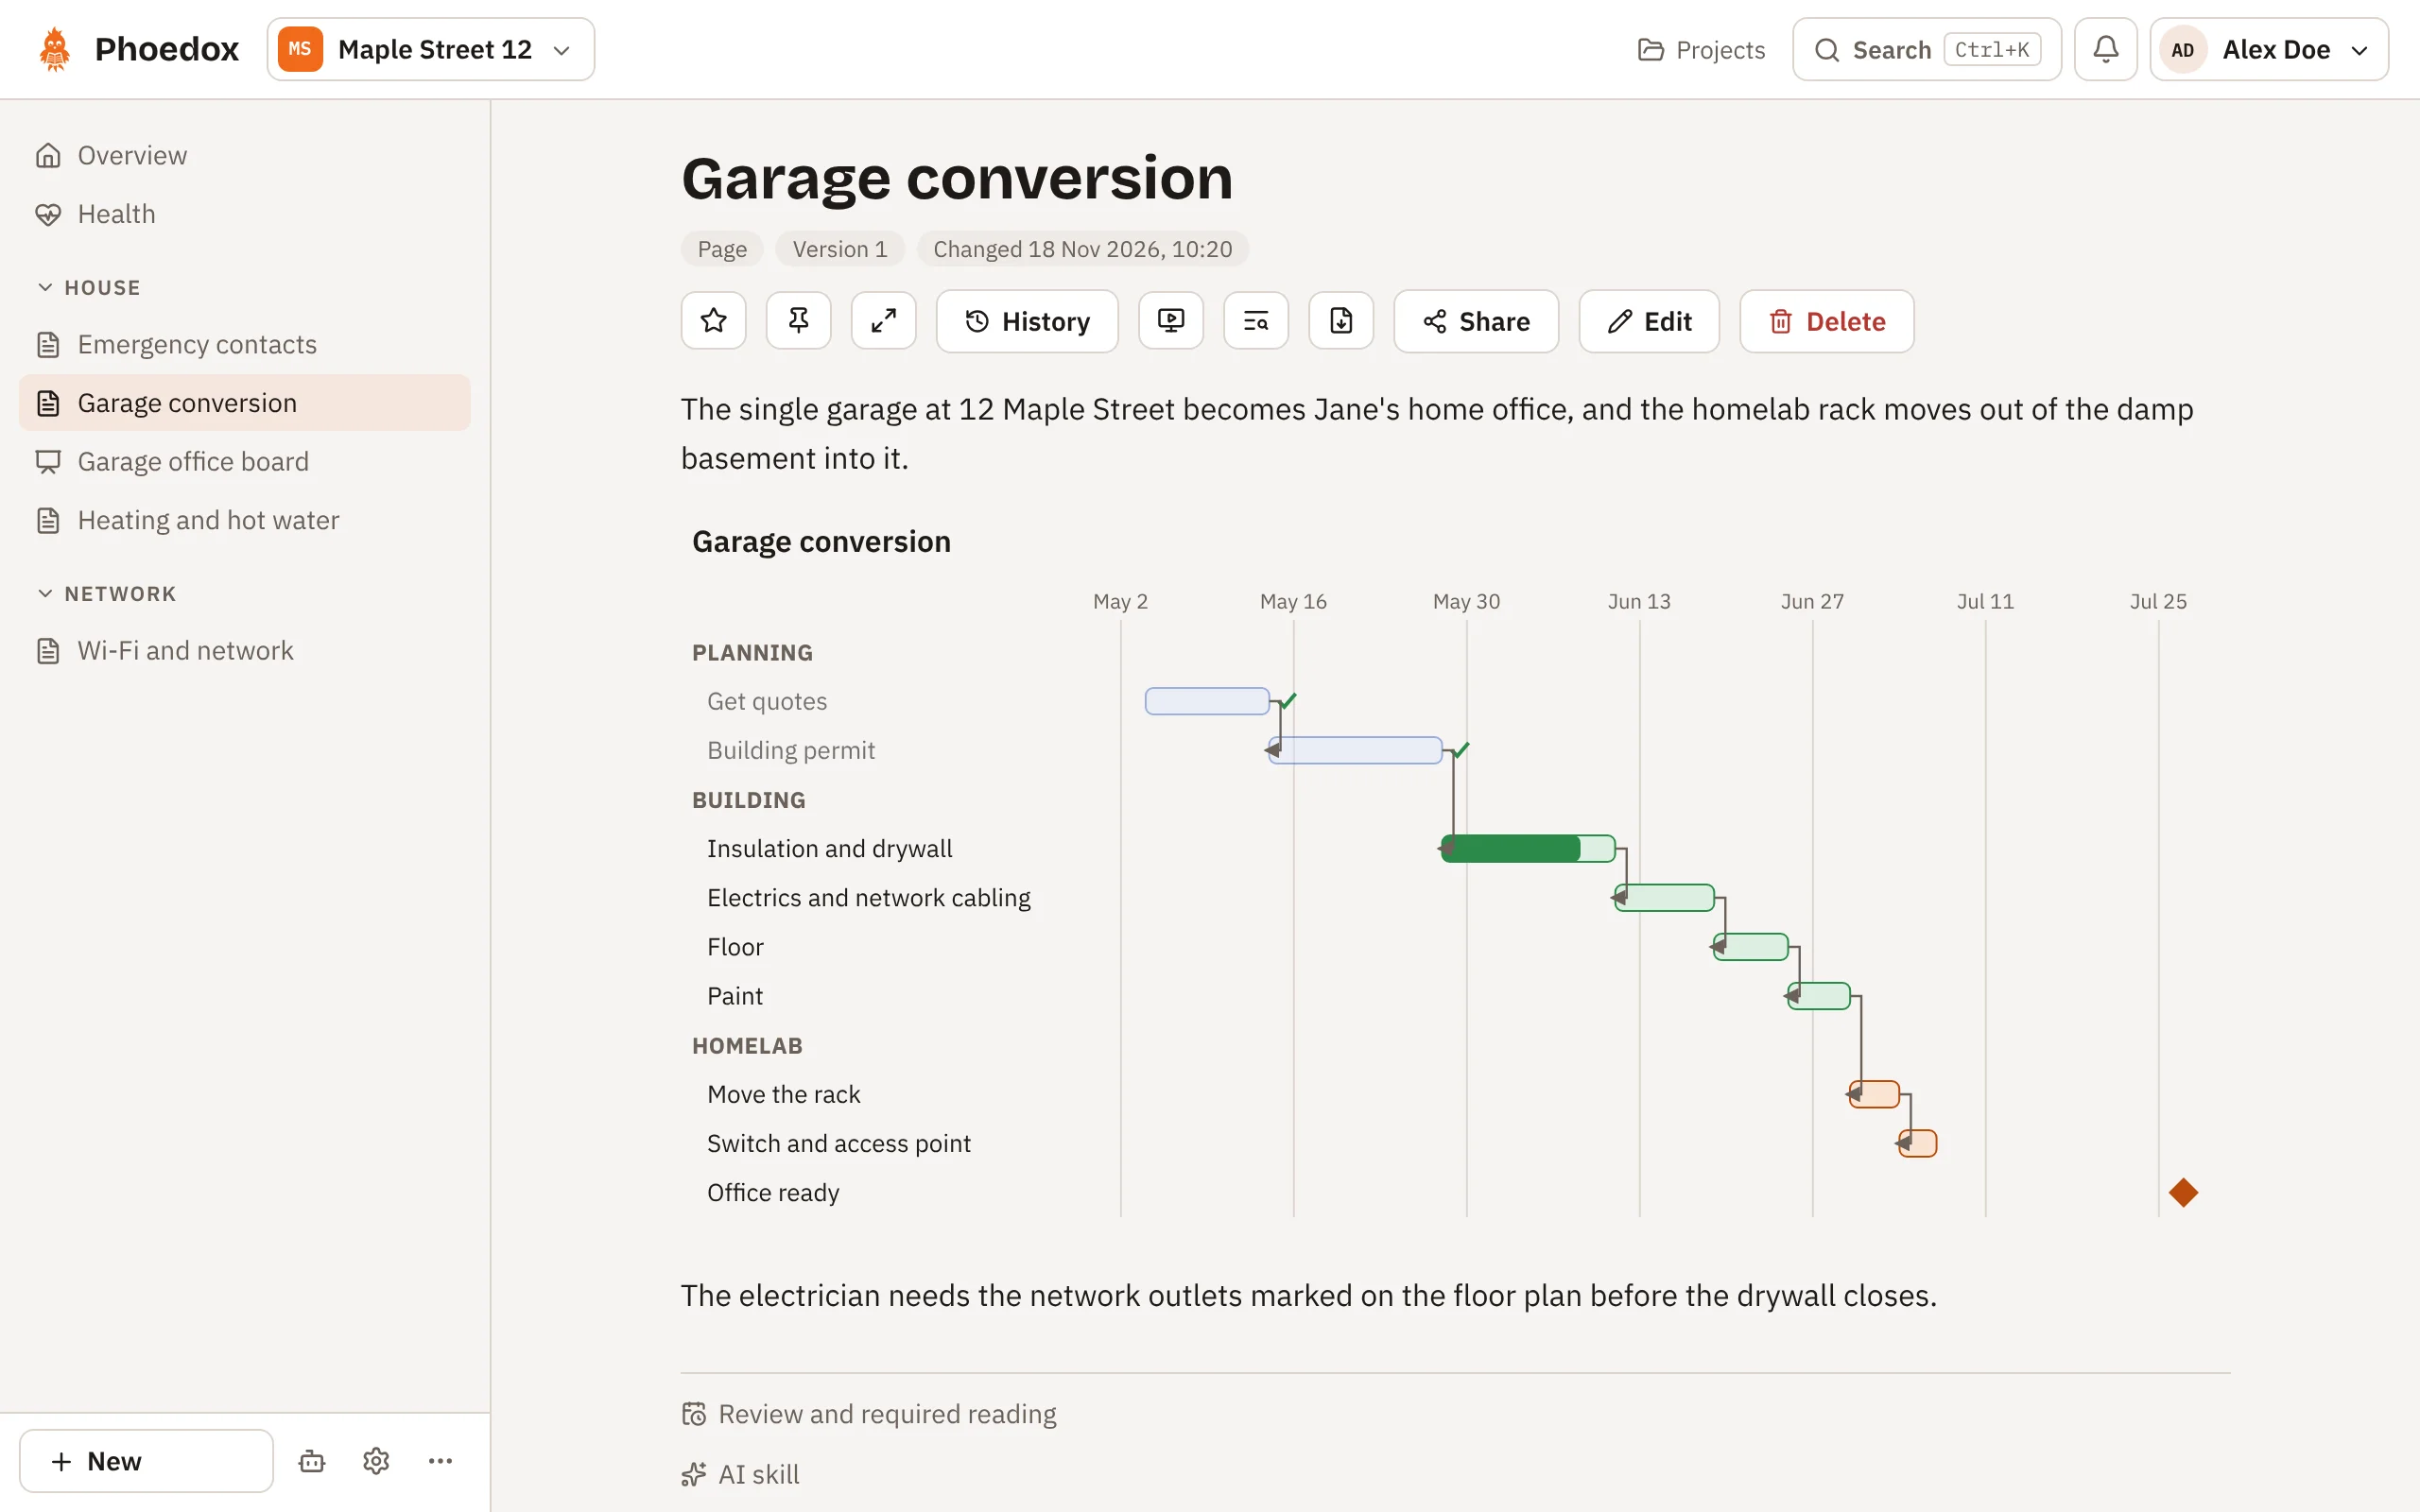 Phoedox
MS Maple Street 12
Projects
Search Ctrl+K
AD Alex Doe
Overview
Health
HOUSE
Emergency contacts
Garage conversion
Garage office board
Heating and hot water
NETWORK
Wi-Fi and network
New
Garage conversion
Page Version 1 Changed 18 Nov 2026, 10:20
History Share Edit Delete
The single garage at 12 Maple Street becomes Jane's home office, and the homelab rack moves out of the damp
basement into it.
Garage conversion
May 2 May 16 May 30 Jun 13 Jun 27 Jul 11 Jul 25
PLANNING
Get quotes
Building permit
BUILDING
Insulation and drywall
Electrics and network cabling
Floor
Paint
HOMELAB
Move the rack
Switch and access point
Office ready
The electrician needs the network outlets marked on the floor plan before the drywall closes.
Review and required reading
AI skill